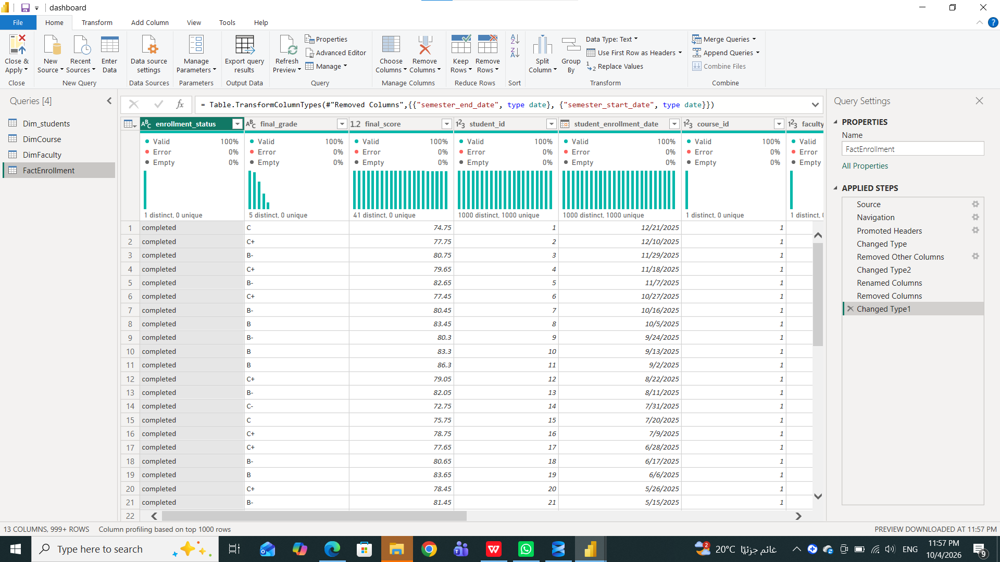 dashboard
File Home Transform Add Column View Tools Help
Close & Apply
New Source
Recent Sources
Enter Data
Data source settings
Manage Parameters
Export query results
Refresh Preview
Properties
Advanced Editor
Manage
Choose Columns
Remove Columns
Keep Rows
Remove Rows
Split Column
Group By
Data Type: Text
Use First Row as Headers
Replace Values
Merge Queries
Append Queries
Combine Files
Close New Query Data Sources Parameters Output Data Query Manage Columns Reduce Rows Sort Transform Combine
Queries [4]
Dim_students
DimCourse
DimFaculty
FactEnrollment
= Table.TransformColumnTypes(#"Removed Columns",{{"semester_end_date", type date}, {"semester_start_date", type date}})
enrollment_status final_grade 1.2 final_score student_id student_enrollment_date course_id faculty
Valid 100% Valid 100% Valid 100% Valid 100% Valid 100% Valid 100% Valid
Error 0% Error 0% Error 0% Error 0% Error 0% Error 0% Error
Empty 0% Empty 0% Empty 0% Empty 0% Empty 0% Empty 0% Empty
1 distinct, 0 unique 5 distinct, 0 unique 41 distinct, 0 unique 1000 distinct, 1000 unique 1000 distinct, 1000 unique 1 distinct, 0 unique 1 distinct,
1 completed C 74.75 1 12/21/2025 1
2 completed C+ 77.75 2 12/10/2025 1
3 completed B- 80.75 3 11/29/2025 1
4 completed C+ 79.65 4 11/18/2025 1
5 completed B- 82.65 5 11/7/2025 1
6 completed C+ 77.45 6 10/27/2025 1
7 completed B- 80.45 7 10/16/2025 1
8 completed B 83.45 8 10/5/2025 1
9 completed B- 80.3 9 9/24/2025 1
10 completed B 83.3 10 9/13/2025 1
11 completed B 86.3 11 9/2/2025 1
12 completed C+ 79.05 12 8/22/2025 1
13 completed B- 82.05 13 8/11/2025 1
14 completed C- 72.75 14 7/31/2025 1
15 completed C 75.75 15 7/20/2025 1
16 completed C+ 78.75 16 7/9/2025 1
17 completed C+ 77.65 17 6/28/2025 1
18 completed B- 80.65 18 6/17/2025 1
19 completed B 83.65 19 6/6/2025 1
20 completed C+ 78.45 20 5/26/2025 1
21 completed B- 81.45 21 5/15/2025 1
22
Query Settings
PROPERTIES
Name
FactEnrollment
All Properties
APPLIED STEPS
Source
Navigation
Promoted Headers
Changed Type
Removed Other Columns
Changed Type2
Renamed Columns
Removed Columns
Changed Type1
13 COLUMNS, 999+ ROWS Column profiling based on top 1000 rows PREVIEW DOWNLOADED AT 11:57 PM
Type here to search
2
20°C غائم جزئيًا
ENG
11:57 PM
10/4/2026
9